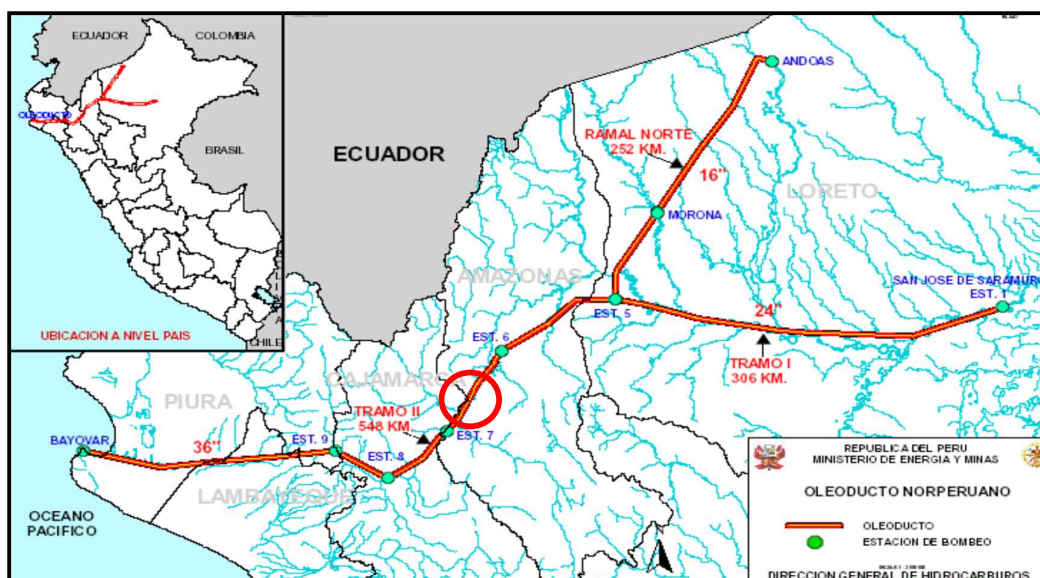 ECUADOR
COLOMBIA
OLEODUCTO
BRASIL
CHILE
UBICACION A NIVEL PAIS
ECUADOR
ANDOAS
RAMAL NORTE
252 KM.
16"
LORETO
MORONA
AMAZONAS
SAN JOSE DE SARAMURO
EST. 1
EST. 5
24"
TRAMO I
306 KM.
EST. 6
CAJAMARCA
PIURA
TRAMO II
548 KM.
EST. 7
BAYOVAR
36"
EST. 9
EST. 8
LAMBAYEQUE
OCEANO
PACIFICO
REPUBLICA DEL PERU
MINISTERIO DE ENERGIA Y MINAS
OLEODUCTO NORPERUANO
OLEODUCTO
ESTACION DE BOMBEO
DIRECCION GENERAL DE HIDROCARBUROS